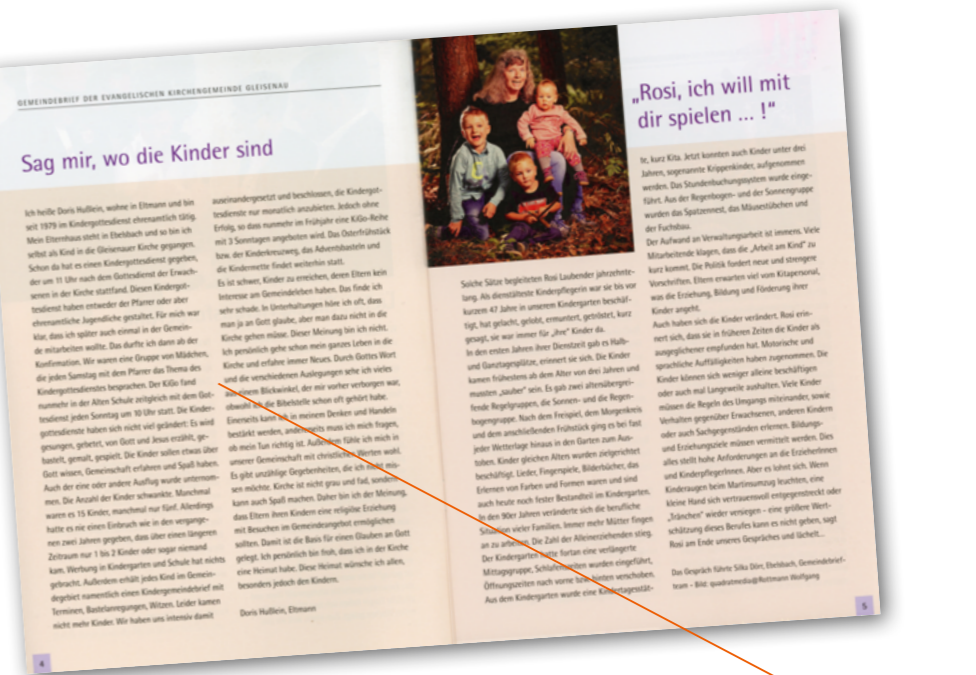 GEMEINDEBRIEF DER EVANGELISCHEN KIRCHENGEMEINDE GLEISENAU
Sag mir, wo die Kinder sind
Ich heiße Doris Hußlein, wohne in Eltmann und bin
seit 1979 im Kindergottesdienst ehrenamtlich tätig.
Mein Elternhaus steht in Ebelsbach und so bin ich
selbst als Kind in die Gleisenauer Kirche gegangen.
Schon da hat es einen Kindergottesdienst gegeben,
der um 11 Uhr nach dem Gottesdienst der Erwach-
senen in der Kirche stattfand. Diesen Kindergot-
tesdienst haben entweder der Pfarrer oder aber
ehrenamtliche Jugendliche gestaltet. Für mich war
klar, dass ich später auch einmal in der Gemein-
de mitarbeiten wollte. Das durfte ich dann ab der
Konfirmation. Wir waren eine Gruppe von Mädchen,
die jeden Samstag mit dem Pfarrer das Thema des
Kindergottesdienstes besprachen. Der KiGo fand
nunmehr in der Alten Schule zeitgleich mit dem Got-
tesdienst jeden Sonntag um 10 Uhr statt. Die Kinder-
gottesdienste haben sich nicht viel geändert: Es wird
gesungen, gebetet, von Gott und Jesus erzählt, ge-
bastelt, gemalt, gespielt. Die Kinder sollen etwas über
Gott wissen, Gemeinschaft erfahren und Spaß haben.
Auch der eine oder andere Ausflug wurde unternom-
men. Die Anzahl der Kinder schwankte. Manchmal
waren es 15 Kinder, manchmal nur fünf. Allerdings
hatte es nie einen Einbruch wie in den vergange-
nen zwei Jahren gegeben, dass über einen längeren
Zeitraum nur 1 bis 2 Kinder oder sogar niemand
kam. Werbung in Kindergarten und Schule hat nichts
gebracht. Außerdem erhält jedes Kind im Gemein-
degebiet namentlich einen Kindergemeindebrief mit
Terminen, Bastelanregungen, Witzen. Leider kamen
nicht mehr Kinder. Wir haben uns intensiv damit
auseinandergesetzt und beschlossen, die Kindergot-
tesdienste nur monatlich anzubieten. Jedoch ohne
Erfolg, so dass nunmehr im Frühjahr eine KiGo-Reihe
mit 3 Sonntagen angeboten wird. Das Osterfrühstück
bzw. der Kinderkreuzweg, das Adventsbasteln und
die Kindermette findet weiterhin statt.
Es ist schwer, Kinder zu erreichen, deren Eltern kein
Interesse am Gemeindeleben haben. Das finde ich
sehr schade. In Unterhaltungen höre ich oft, dass
man ja an Gott glaube, aber man dazu nicht in die
Kirche gehen müsse. Dieser Meinung bin ich nicht.
Ich persönlich gehe schon mein ganzes Leben in die
Kirche und erfahre immer Neues. Durch Gottes Wort
und die verschiedenen Auslegungen sehe ich vieles
aus einem Blickwinkel, der mir vorher verborgen war,
obwohl ich die Bibelstelle schon oft gehört habe.
Einerseits kann ich in meinem Denken und Handeln
bestärkt werden, andererseits muss ich mich fragen,
ob mein Tun richtig ist. Außerdem fühle ich mich in
unserer Gemeinschaft mit christlichen Werten wohl.
Es gibt unzählige Gegebenheiten, die ich nicht mis-
sen möchte. Kirche ist nicht grau und fad, sondern
kann auch Spaß machen. Daher bin ich der Meinung,
dass Eltern ihren Kindern eine religiöse Erziehung
mit Besuchen im Gemeindeangebot ermöglichen
sollten. Damit ist die Basis für einen Glauben an Gott
gelegt. Ich persönlich bin froh, dass ich in der Kirche
eine Heimat habe. Diese Heimat wünsche ich allen,
besonders jedoch den Kindern.
Doris Hußlein, Eltmann
4
„Rosi, ich will mit
dir spielen ... !“
Solche Sätze begleiteten Rosi Laubender jahrzehnte-
lang. Als dienstälteste Kinderpflegerin war sie bis vor
kurzem 47 Jahre in unserem Kindergarten beschäf-
tigt, hat gelacht, gelobt, ermuntert, getröstet, kurz
gesagt, sie war immer für „ihre“ Kinder da.
In den ersten Jahren ihrer Dienstzeit gab es Halb-
und Ganztagesplätze, erinnert sie sich. Die Kinder
kamen frühestens ab dem Alter von drei Jahren und
mussten „sauber“ sein. Es gab zwei altersübergrei-
fende Regelgruppen, die Sonnen- und die Regen-
bogengruppe. Nach dem Freispiel, dem Morgenkreis
und dem anschließenden Frühstück ging es bei fast
jeder Wetterlage hinaus in den Garten zum Aus-
toben. Kinder gleichen Alters wurden zielgerichtet
beschäftigt. Lieder, Fingerspiele, Bilderbücher, das
Erlernen von Farben und Formen waren und sind
auch heute noch fester Bestandteil im Kindergarten.
In den 90er Jahren veränderte sich die berufliche
Situation vieler Familien. Immer mehr Mütter fingen
an zu arbeiten. Die Zahl der Alleinerziehenden stieg.
Der Kindergarten hatte fortan eine verlängerte
Mittagsgruppe, Schlafenszeiten wurden eingeführt,
Öffnungszeiten nach vorne bzw. hinten verschoben.
Aus dem Kindergarten wurde eine Kindertagesstät-
te, kurz Kita. Jetzt konnten auch Kinder unter drei
Jahren, sogenannte Krippenkinder, aufgenommen
werden. Das Stundenbuchungssystem wurde einge-
führt. Aus der Regenbogen- und der Sonnengruppe
wurden das Spatzennest, das Mäusestübchen und
der Fuchsbau.
Der Aufwand an Verwaltungsarbeit ist immens. Viele
Mitarbeitende klagen, dass die „Arbeit am Kind“ zu
kurz kommt. Die Politik fordert neue und strengere
Vorschriften. Eltern erwarten viel vom Kitapersonal,
was die Erziehung, Bildung und Förderung ihrer
Kinder angeht.
Auch haben sich die Kinder verändert. Rosi erin-
nert sich, dass sie in früheren Zeiten die Kinder als
ausgeglichener empfunden hat. Motorische und
sprachliche Auffälligkeiten haben zugenommen. Die
Kinder können sich weniger alleine beschäftigen
oder auch mal Langeweile aushalten. Viele Kinder
müssen die Regeln des Umgangs miteinander, sowie
Verhalten gegenüber Erwachsenen, anderen Kindern
oder auch Sachgegenständen erlernen. Bildungs-
und Erziehungsziele müssen vermittelt werden. Dies
alles stellt hohe Anforderungen an die ErzieherInnen
und KinderpflegerInnen. Aber es lohnt sich. Wenn
Kinderaugen beim Martinsumzug leuchten, eine
kleine Hand sich vertrauensvoll entgegenstreckt oder
„Tränchen“ wieder versiegen - eine größere Wert-
schätzung dieses Berufes kann es nicht geben, sagt
Rosi am Ende unseres Gespräches und lächelt...
Das Gespräch führte Silka Dörr, Ebelsbach, Gemeindebrief-
team – Bild: quadratmedia@Rottmann Wolfgang
5